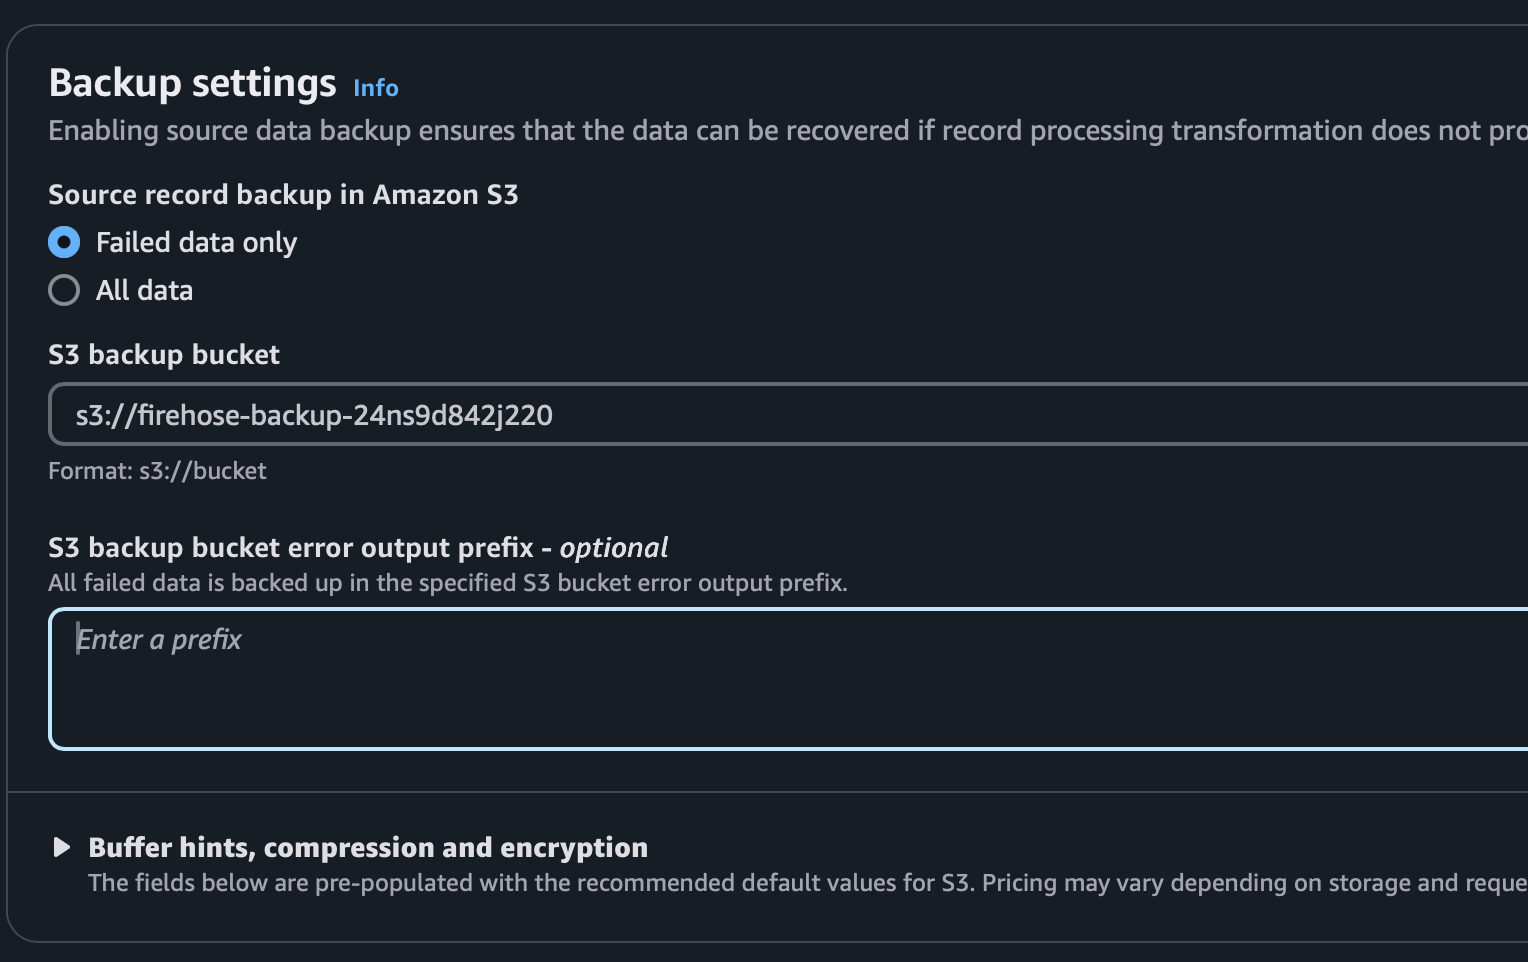 Backup settings Info
Enabling source data backup ensures that the data can be recovered if record processing transformation does not pro
Source record backup in Amazon S3
Failed data only
All data
S3 backup bucket
s3://firehose-backup-24ns9d842j220
Format: s3://bucket
S3 backup bucket error output prefix - optional
All failed data is backed up in the specified S3 bucket error output prefix.
Enter a prefix
Buffer hints, compression and encryption
The fields below are pre-populated with the recommended default values for S3. Pricing may vary depending on storage and reque